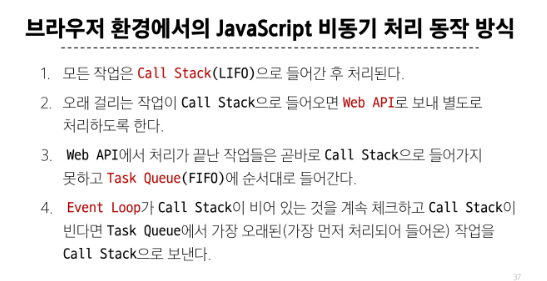 브라우저 환경에서의 JavaScript 비동기 처리 동작 방식
1. 모든 작업은 Call Stack(LIFO)으로 들어간 후 처리된다.
2. 오래 걸리는 작업이 Call Stack으로 들어오면 Web API로 보내 별도로
처리하도록 한다.
3. Web API에서 처리가 끝난 작업들은 곧바로 Call Stack으로 들어가지
못하고 Task Queue(FIFO)에 순서대로 들어간다.
4. Event Loop가 Call Stack이 비어 있는 것을 계속 체크하고 Call Stack이
빈다면 Task Queue에서 가장 오래된(가장 먼저 처리되어 들어온) 작업을
Call Stack으로 보낸다.
37